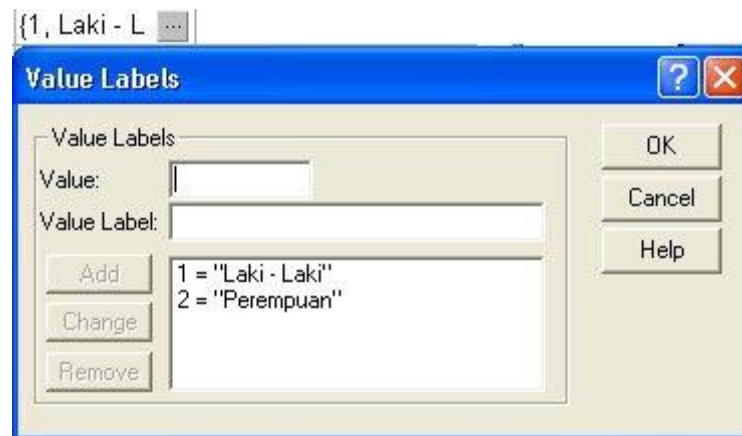 {1, Laki - L ...
Value Labels
Value Labels
Value:
OK
Value Label:
Cancel
Help
Add
1 = "Laki - Laki"
2 = "Perempuan"
Change
Remove